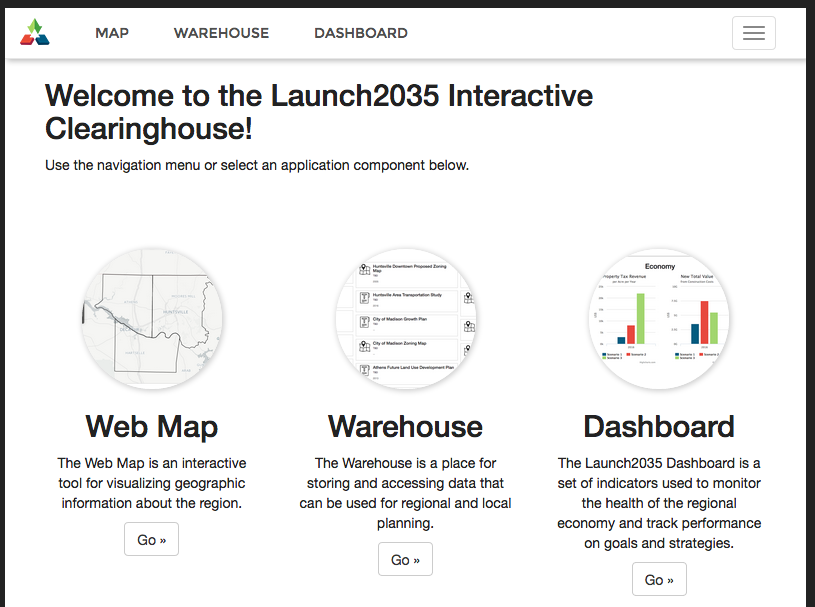 MAP WAREHOUSE DASHBOARD
Welcome to the Launch2035 Interactive
Clearinghouse!
Use the navigation menu or select an application component below.
HUNTSVILLE
DECATUR
Huntsville Downtown Proposed Zoning
Map
Huntsville Area Transportation Study
City of Madison Growth Plan
City of Madison Zoning Map
Athens Future Land Use Development Plan
Economy
Property Tax Revenue
New Total Value
Web Map
The Web Map is an interactive
tool for visualizing geographic
information about the region.
Go »
Warehouse
The Warehouse is a place for
storing and accessing data that
can be used for regional and local
planning.
Go »
Dashboard
The Launch2035 Dashboard is a
set of indicators used to monitor
the health of the regional
economy and track performance
on goals and strategies.
Go »